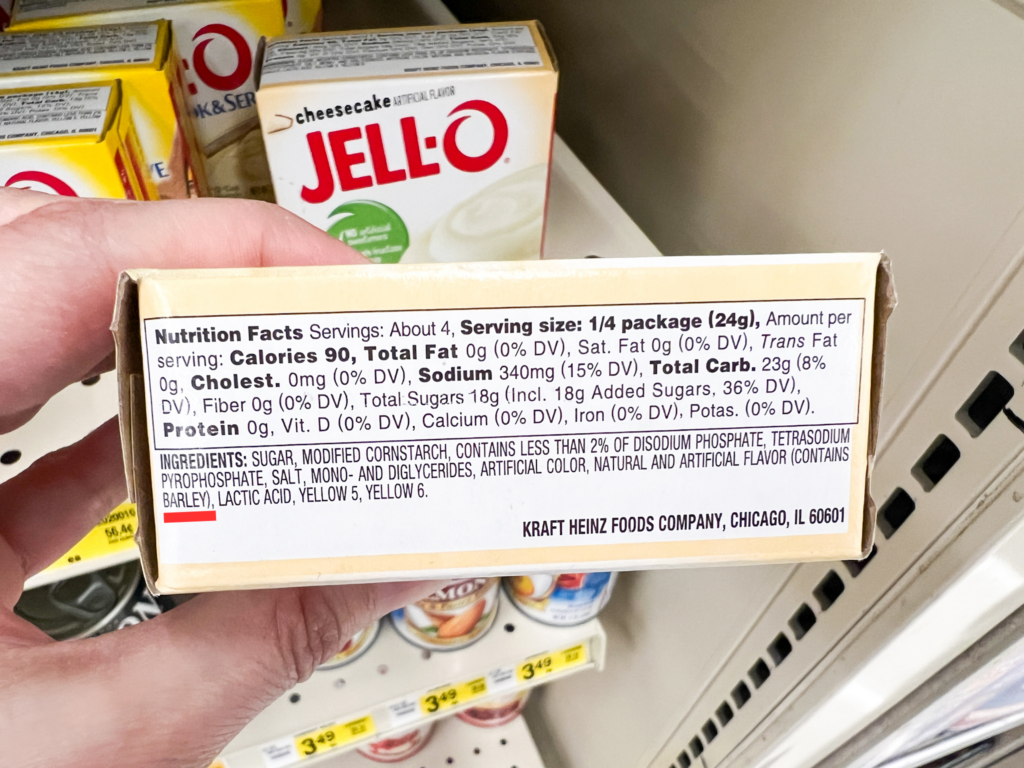 cheesecake ARTIFICIAL FLAVOR
JELL-O
Nutrition Facts Servings: About 4, Serving size: 1/4 package (24g), Amount per
serving: Calories 90, Total Fat 0g (0% DV), Sat. Fat 0g (0% DV), Trans Fat
0g, Cholest. 0mg (0% DV), Sodium 340mg (15% DV), Total Carb. 23g (8%
DV), Fiber 0g (0% DV), Total Sugars 18g (Incl. 18g Added Sugars, 36% DV),
Protein 0g, Vit. D (0% DV), Calcium (0% DV), Iron (0% DV), Potas. (0% DV).
INGREDIENTS: SUGAR, MODIFIED CORNSTARCH, CONTAINS LESS THAN 2% OF DISODIUM PHOSPHATE, TETRASODIUM
PYROPHOSPHATE, SALT, MONO- AND DIGLYCERIDES, ARTIFICIAL COLOR, NATURAL AND ARTIFICIAL FLAVOR (CONTAINS
BARLEY), LACTIC ACID, YELLOW 5, YELLOW 6.
KRAFT HEINZ FOODS COMPANY, CHICAGO, IL 60601
3.49
3.49
3.49